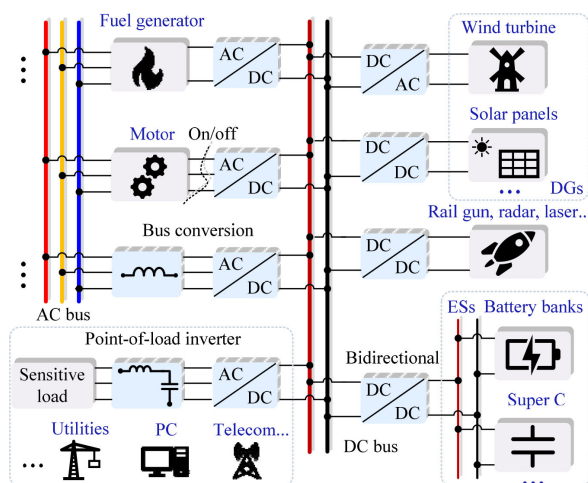 Fuel generator
AC
DC
DC
AC
Wind turbine
Motor
On/off
AC
DC
DC
DC
Solar panels
... DGs
Bus conversion
AC
DC
DC
DC
Rail gun, radar, laser...
AC bus
Point-of-load inverter
Sensitive
load
AC
DC
Utilities
PC
Telecom...
...
Bidirectional
DC
DC
DC bus
ESs
Battery banks
Super C
...